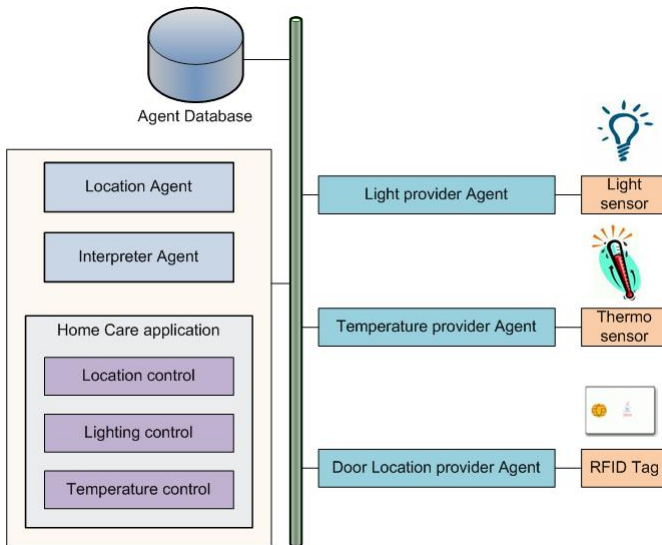 Agent Database
Location Agent
Interpreter Agent
Home Care application
Location control
Lighting control
Temperature control
Light provider Agent
Light
sensor
Temperature provider Agent
Thermo
sensor
Door Location provider Agent
RFID Tag